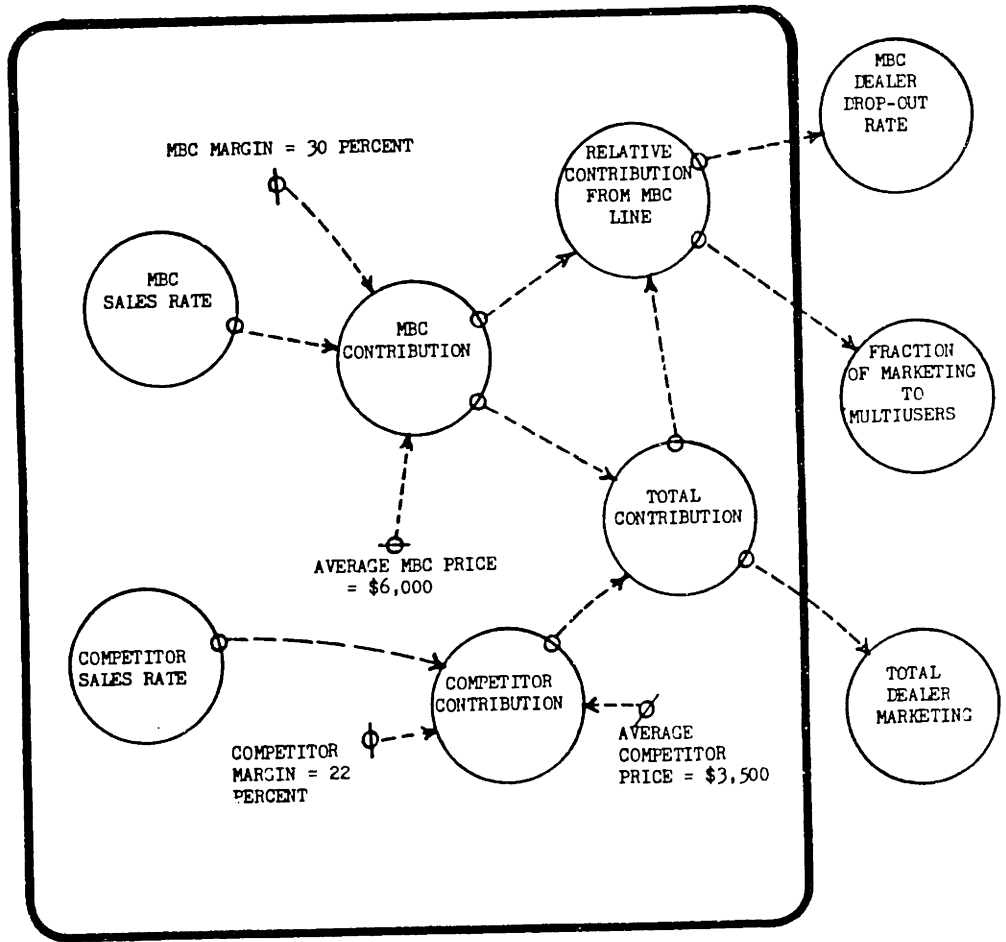 MBC
DEALER
DROP-OUT
RATE
MBC MARGIN = 30 PERCENT
RELATIVE
CONTRIBUTION
FROM MBC
LINE
MBC
SALES RATE
MBC
CONTRIBUTION
FRACTION
OF MARKETING
TO
MULTIUSERS
TOTAL
CONTRIBUTION
AVERAGE MBC PRICE
= $6,000
COMPETITOR
SALES RATE
COMPETITOR
CONTRIBUTION
TOTAL
DEALER
MARKETING
COMPETITOR
MARGIN = 22
PERCENT
AVERAGE
COMPETITOR
PRICE = $3,500